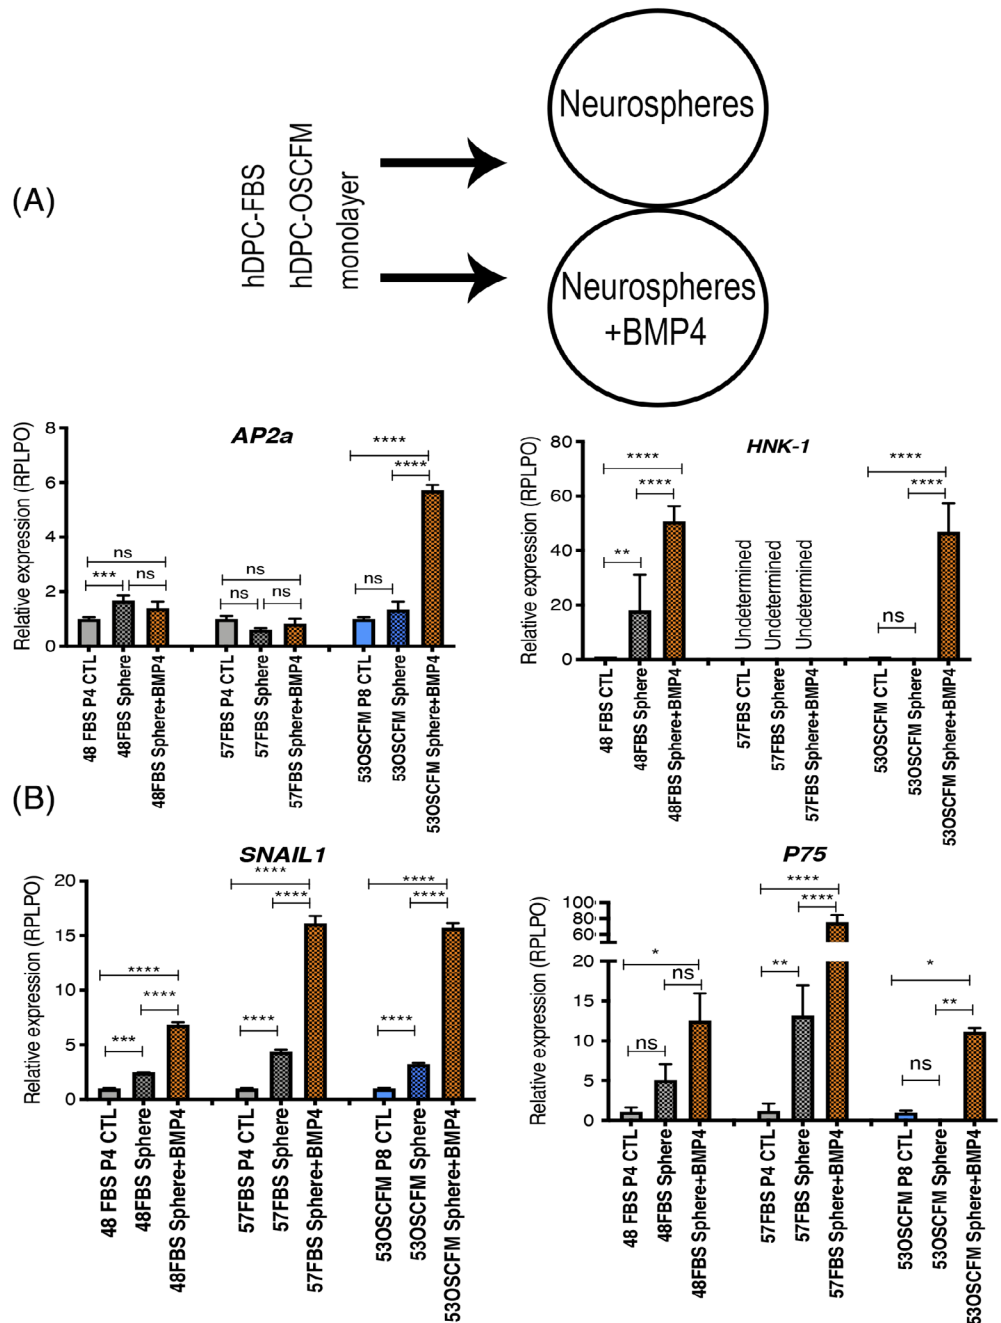 (A)
hDPC-FBS
hDPC-OSCFM
monolayer
Neurospheres
Neurospheres
+BMP4
AP2a
Relative expression (RPLPO)
8
6
4
2
0
ns
***
ns
ns
ns
ns
****
****
ns
48 FBS P4 CTL
48FBS Sphere
48FBS Sphere+BMP4
57FBS P4 CTL
57FBS Sphere
57FBS Sphere+BMP4
53OSCFM P8 CTL
53OSCFM Sphere
53OSCFM Sphere+BMP4
HNK-1
Relative expression (RPLPO)
80
60
40
20
0
****
****
**
Undetermined
Undetermined
Undetermined
****
****
ns
48 FBS CTL
48FBS Sphere
48FBS Sphere+BMP4
57FBS CTL
57FBS Sphere
57FBS Sphere+BMP4
53OSCFM CTL
53OSCFM Sphere
53OSCFM Sphere+BMP4
(B)
SNAIL1
Relative expression (RPLPO)
20
15
10
5
0
****
****
***
****
****
****
****
****
****
48 FBS P4 CTL
48FBS Sphere
48FBS Sphere+BMP4
57FBS P4 CTL
57FBS Sphere
57FBS Sphere+BMP4
53OSCFM P8 CTL
53OSCFM Sphere
53OSCFM Sphere+BMP4
P75
Relative expression (RPLPO)
100
80
60
20
15
10
5
0
*
ns
ns
****
****
**
*
**
ns
48 FBS P4 CTL
48FBS Sphere
48FBS Sphere+BMP4
57FBS P4 CTL
57FBS Sphere
57FBS Sphere+BMP4
53OSCFM P8 CTL
53OSCFM Sphere
53OSCFM Sphere+BMP4